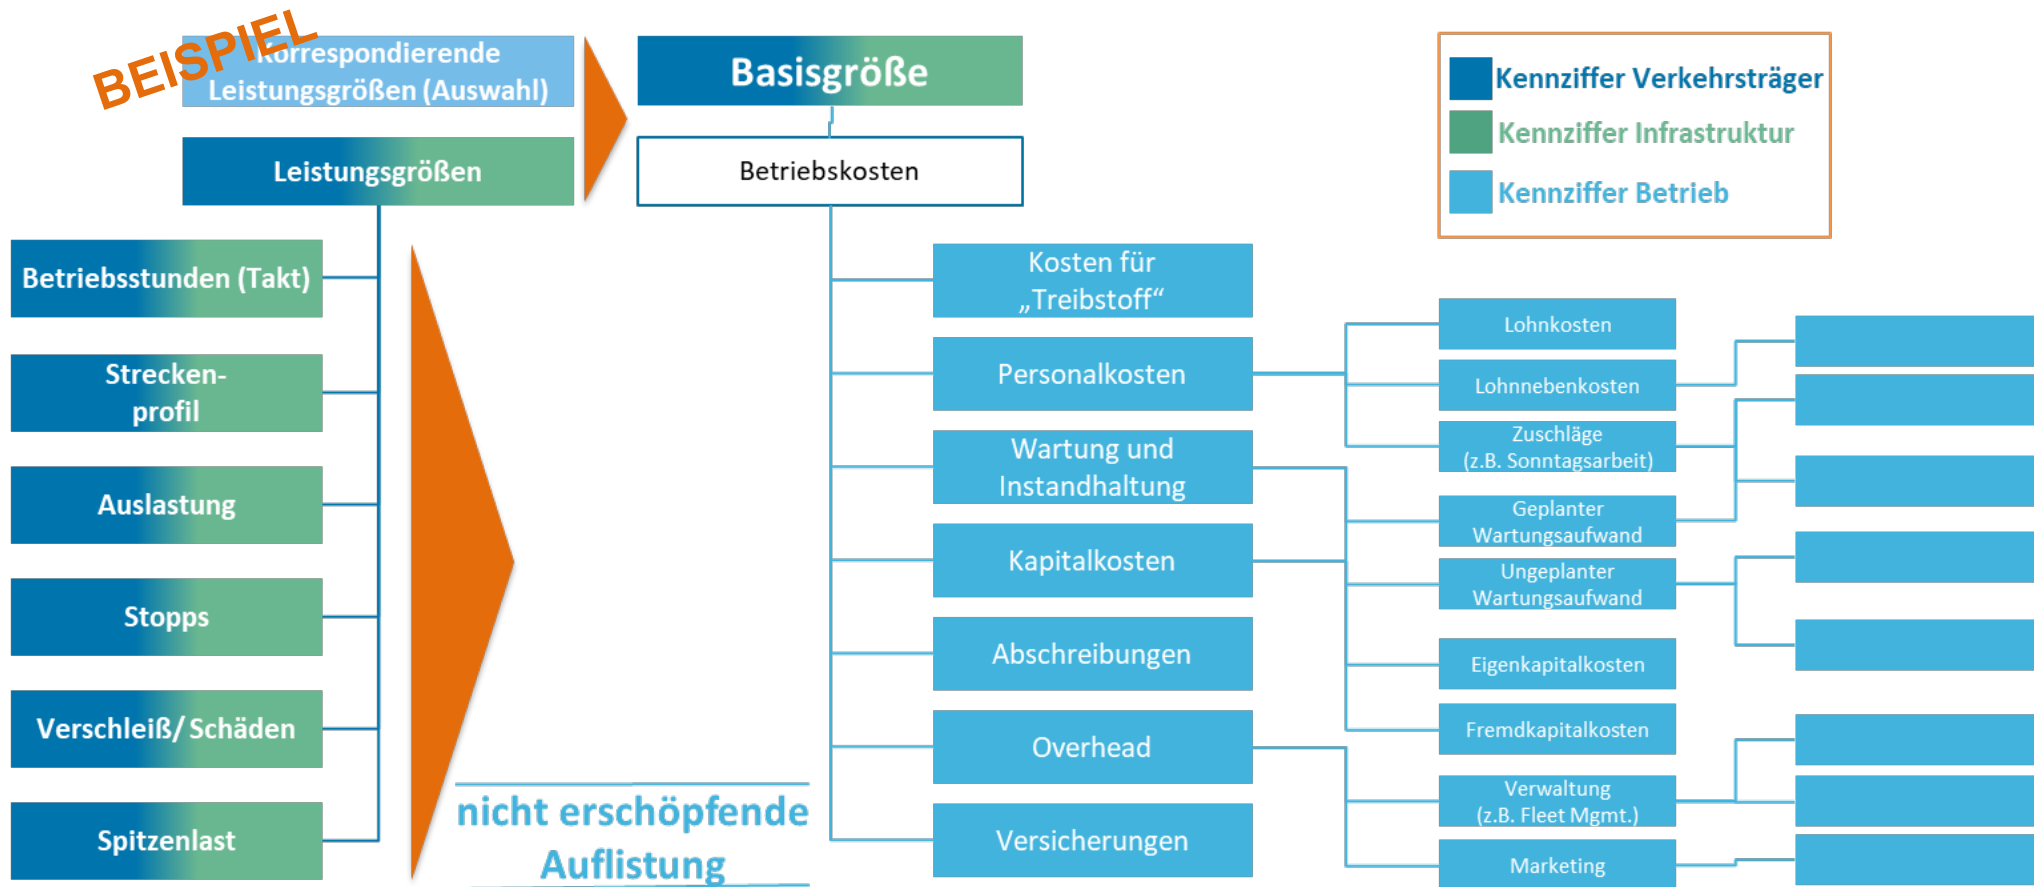 BEISPIEL
Korrespondierende
Leistungsgrößen (Auswahl)
Leistungsgrößen
Betriebsstunden (Takt)
Strecken-
profil
Auslastung
Stopps
Verschleiß/ Schäden
Spitzenlast
nicht erschöpfende
Auflistung
Basisgröße
Betriebskosten
Kosten für
„Treibstoff“
Personalkosten
Wartung und
Instandhaltung
Kapitalkosten
Abschreibungen
Overhead
Versicherungen
Lohnkosten
Lohnnebenkosten
Zuschläge
(z.B. Sonntagsarbeit)
Geplanter
Wartungsaufwand
Ungeplanter
Wartungsaufwand
Eigenkapitalkosten
Fremdkapitalkosten
Verwaltung
(z.B. Fleet Mgmt.)
Marketing
Kennziffer Verkehrsträger
Kennziffer Infrastruktur
Kennziffer Betrieb